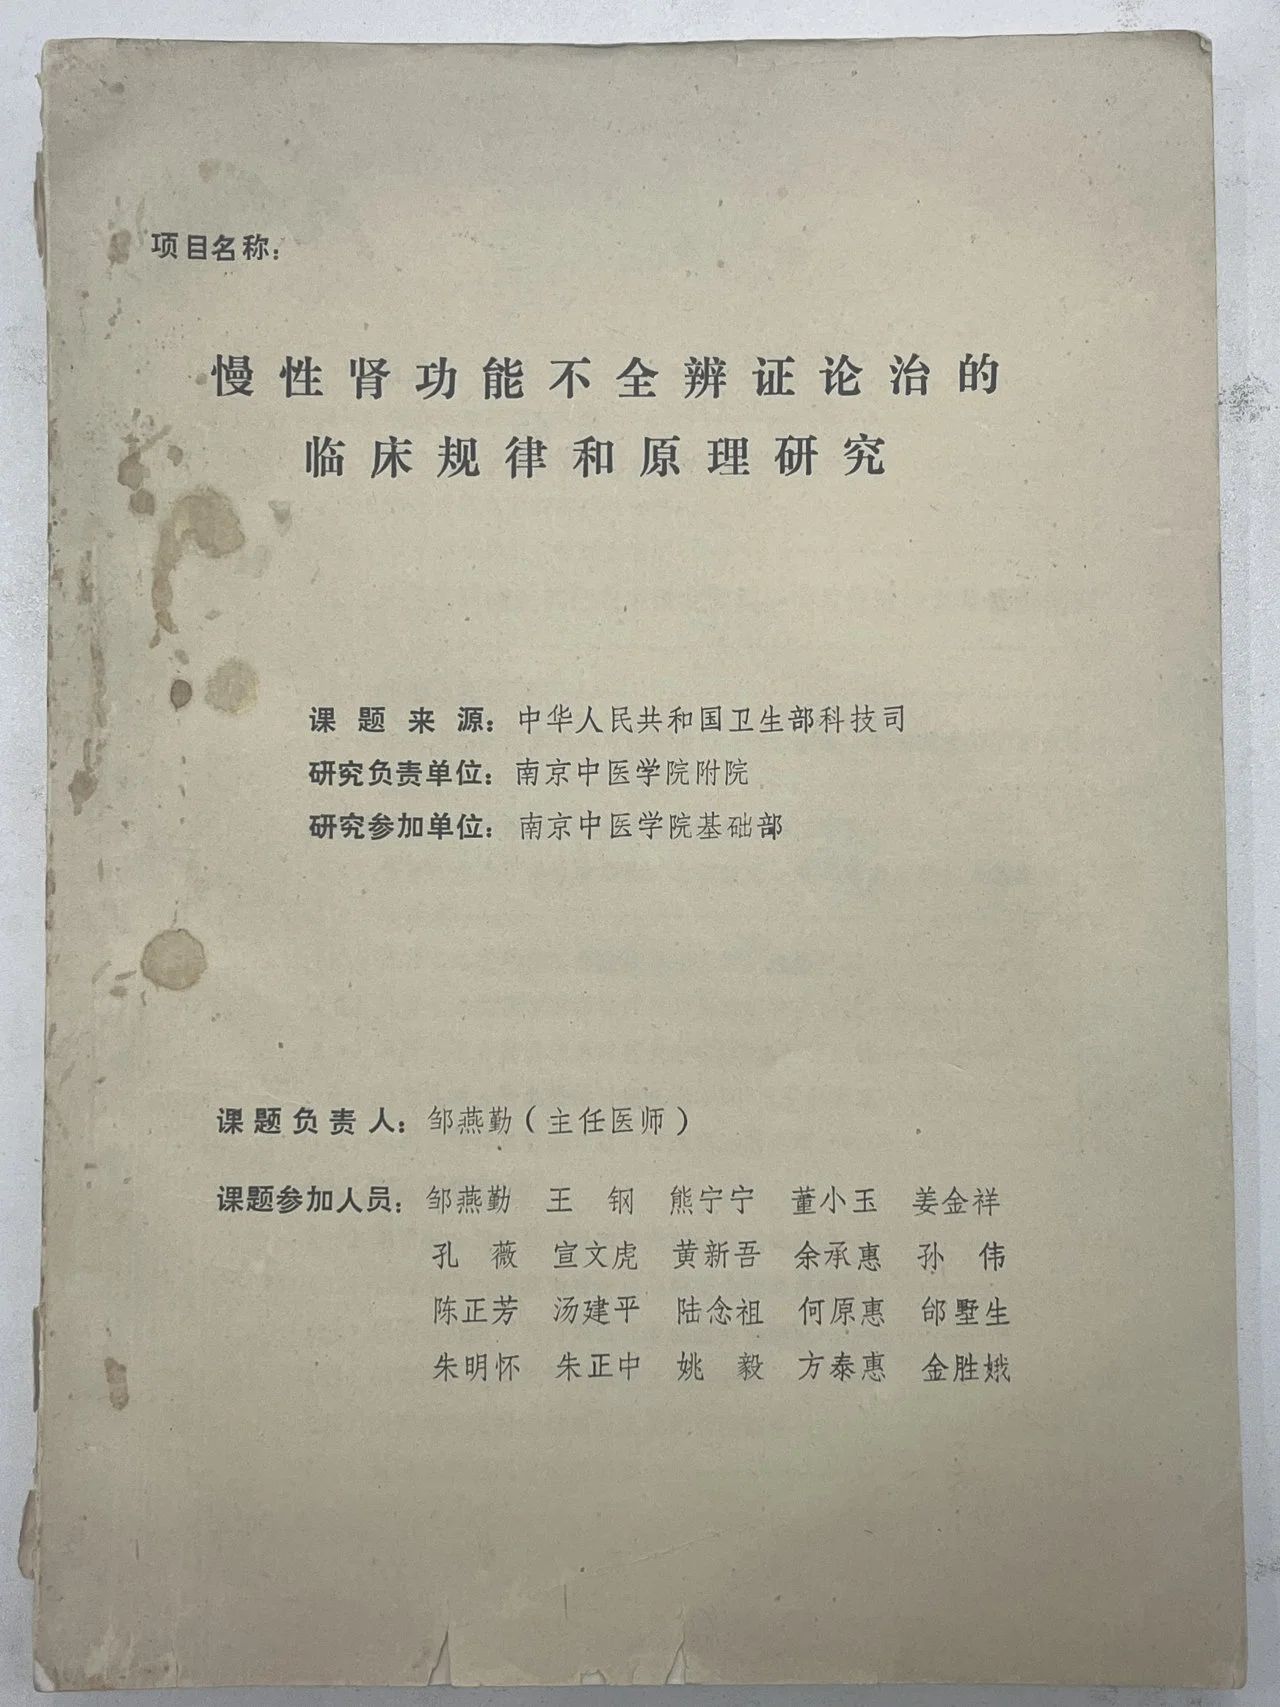 项目名称：
慢性肾功能不全辨证论治的
临床规律和原理研究
课题来源：中华人民共和国卫生部科技司
研究负责单位：南京中医学院附院
研究参加单位：南京中医学院基础部
课题负责人：邹燕勤（主任医师）
课题参加人员：邹燕勤 王钢 熊宁宁 董小玉 姜金祥
孔薇 宣文虎 黄新吾 余承惠 孙伟
陈正芳 汤建平 陆念祖 何原惠 邰墅生
朱明怀 朱正中 姚毅 方泰惠 金胜娥